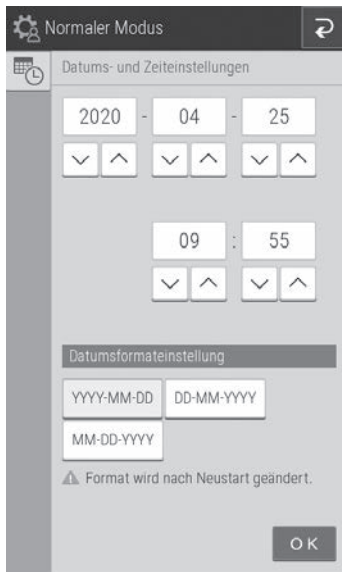 Normaler Modus
Datums- und Zeiteinstellungen
2020 - 04 - 25
09 : 55
Datumsformateinstellung
YYYY-MM-DD DD-MM-YYYY
MM-DD-YYYY
Format wird nach Neustart geändert.
OK